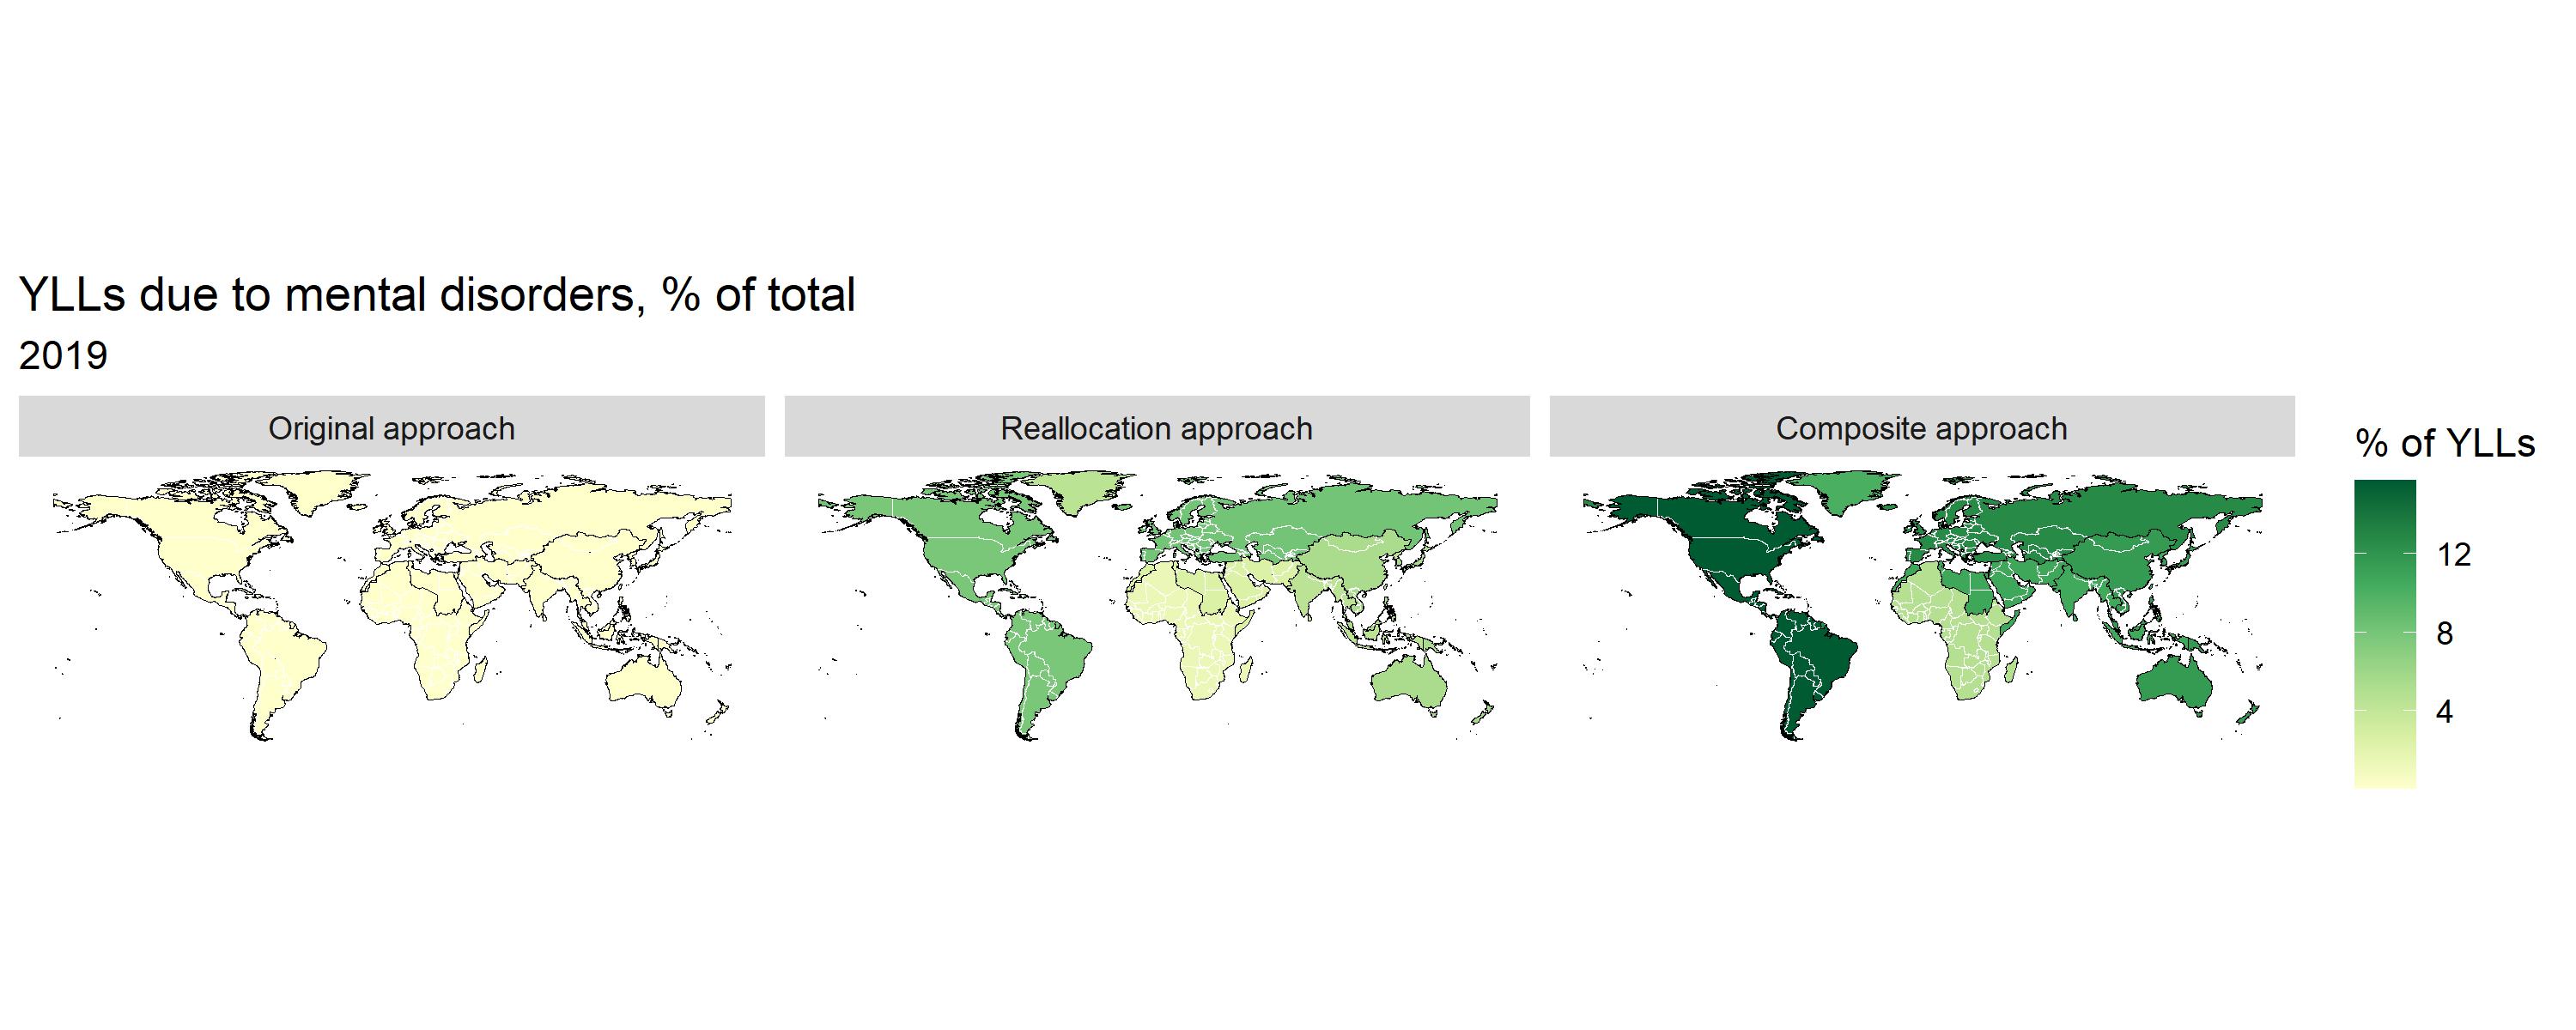 YLLs due to mental disorders, % of total
2019
Original approach
Reallocation approach
Composite approach
% of YLLs
12
8
4